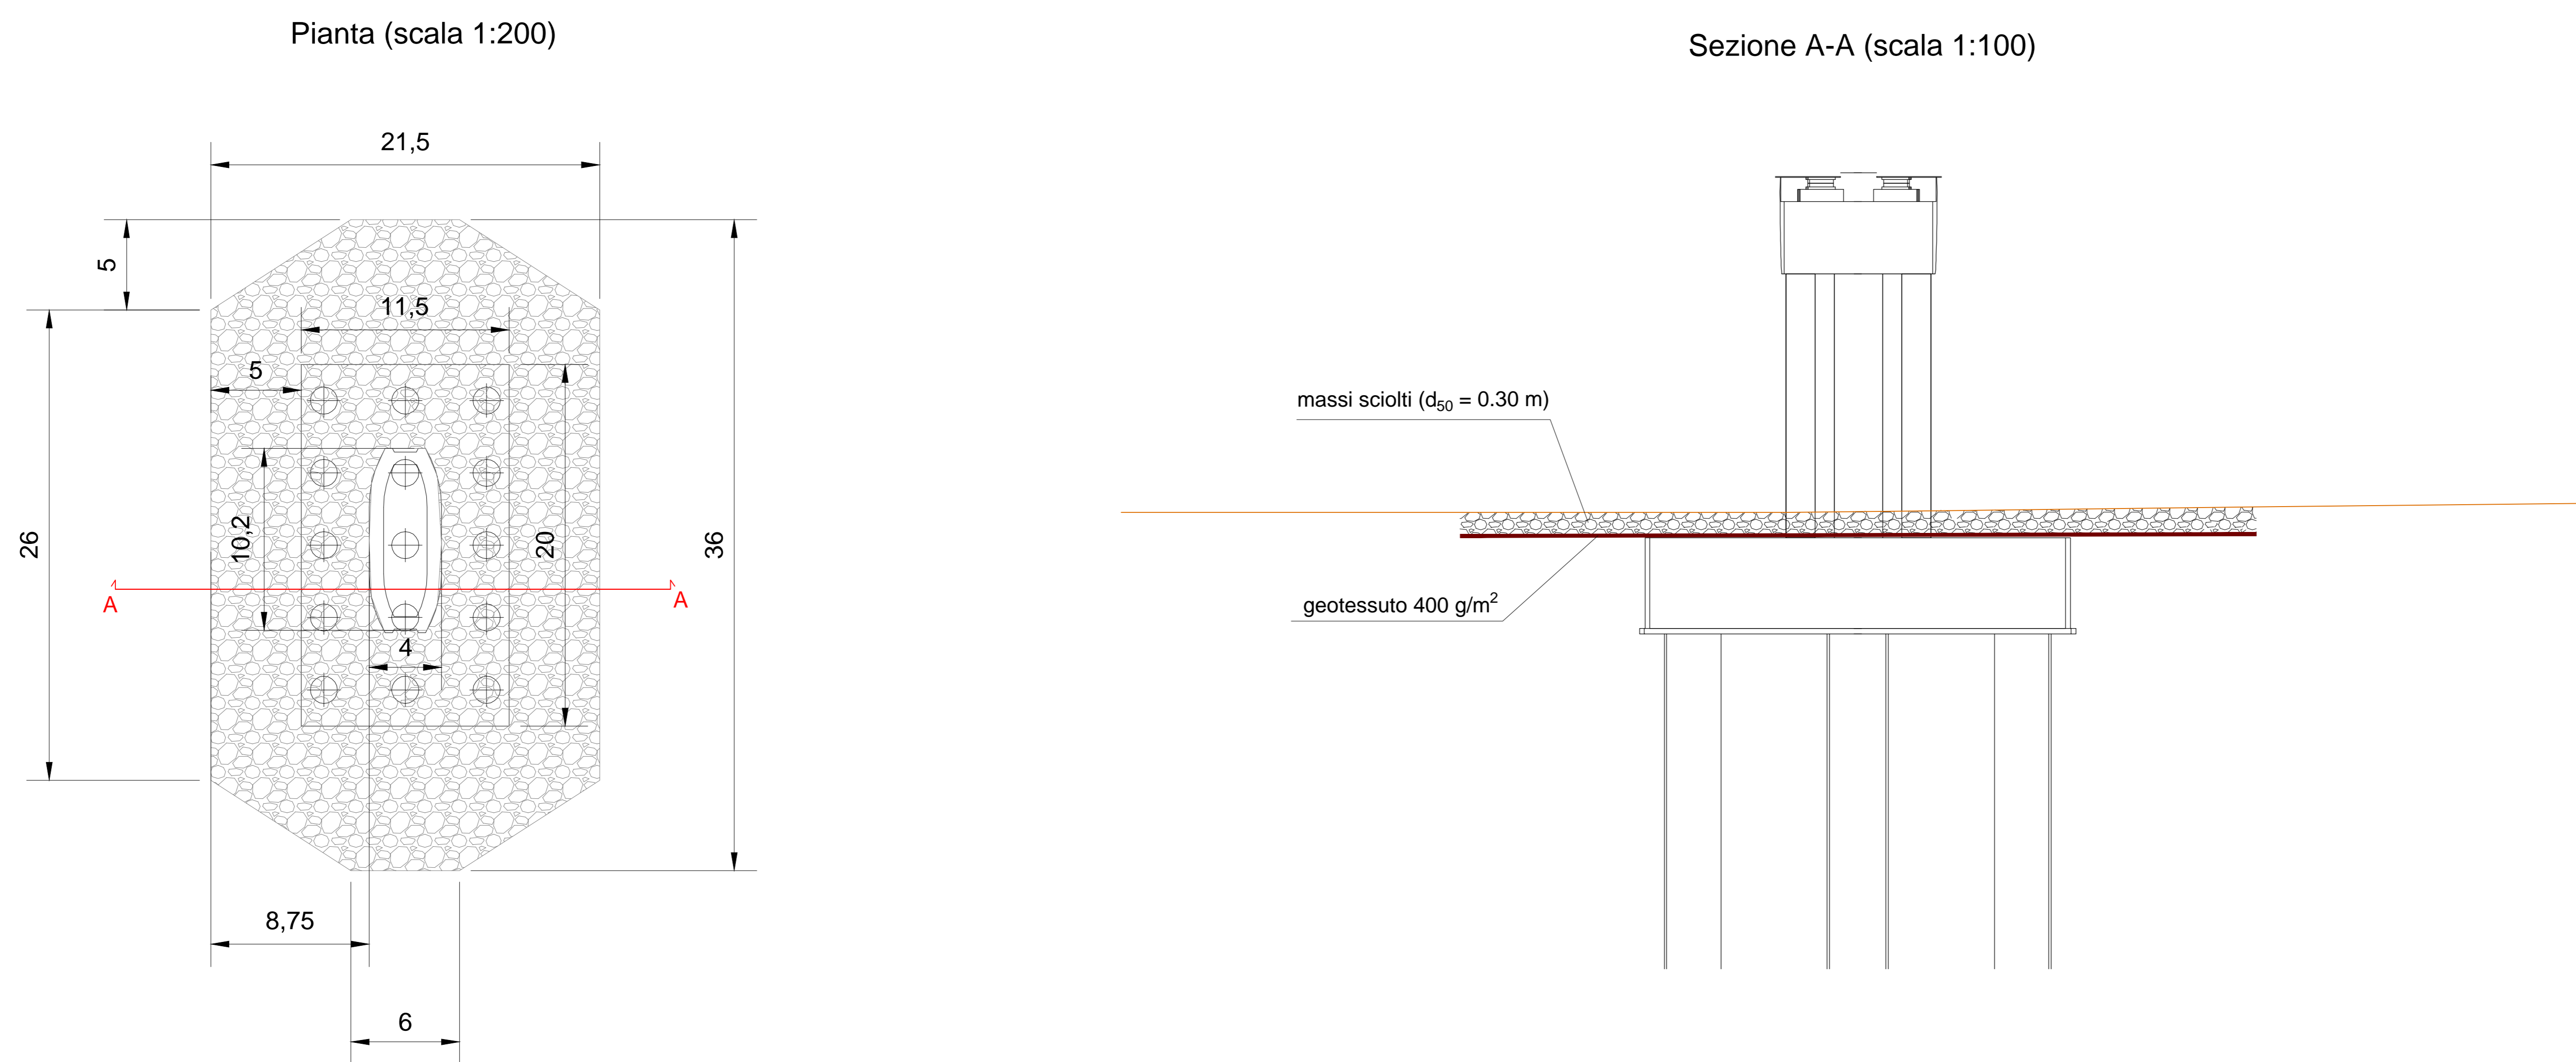 Pianta (scala 1:200)
Sezione A-A (scala 1:100)
21,5
5
11,5
5
26
10,2
20
36
A
A
4
8,75
6
massi sciolti (d50 = 0.30 m)
geotessuto 400 g/m²